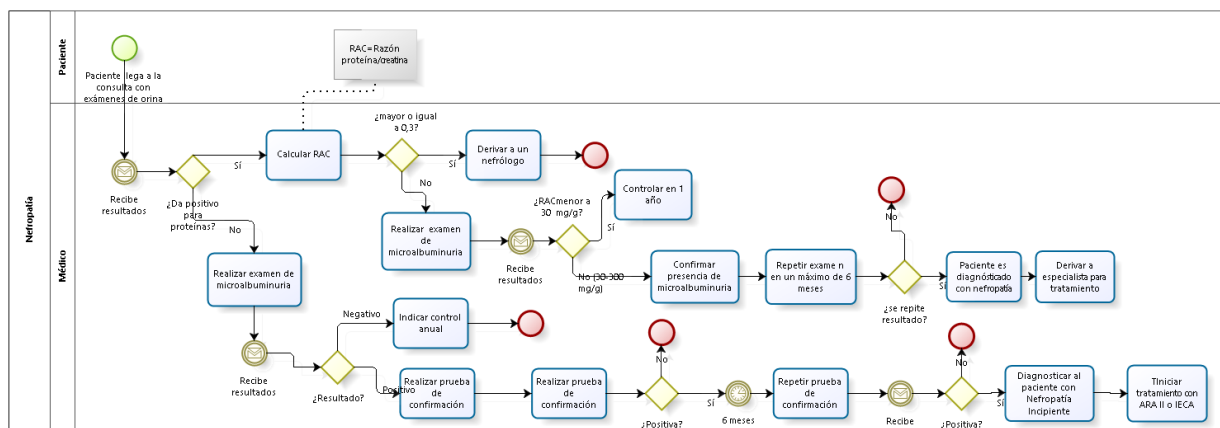 Nefropatía
Paciente
Médico
Paciente llega a la
consulta con
exámenes de orina
RAC=Razón
proteína/creatina
Recibe
resultados
¿Da positivo
para
proteínas?
Sí
No
Calcular RAC
¿mayor o igual
a 0,3?
Sí
No
Derivar a un
nefrólogo
Realizar examen
de
microalbuminuria
Recibe
resultados
¿RAC menor a
30 mg/g?
Sí
Controlar en 1
año
No (30-300
mg/g)
Confirmar
presencia de
microalbuminuria
Repetir examen
en un máximo de 6
meses
¿se repite
resultado?
No
Sí
Paciente es
diagnósticado
con nefropatía
Derivar a
especialista para
tratamiento
Realizar examen de
microalbuminuria
Recibe
resultados
¿Resultado?
Negativo
Indicar control
anual
Positivo
Realizar prueba
de
confirmación
Realizar prueba
de
confirmación
¿Positiva?
No
Sí
6 meses
Repetir prueba
de
confirmación
Recibe
¿Positiva?
No
Sí
Diagnosticar al
paciente con
Nefropatía
Incipiente
TIniciar
tratamiento con
ARA II o IECA